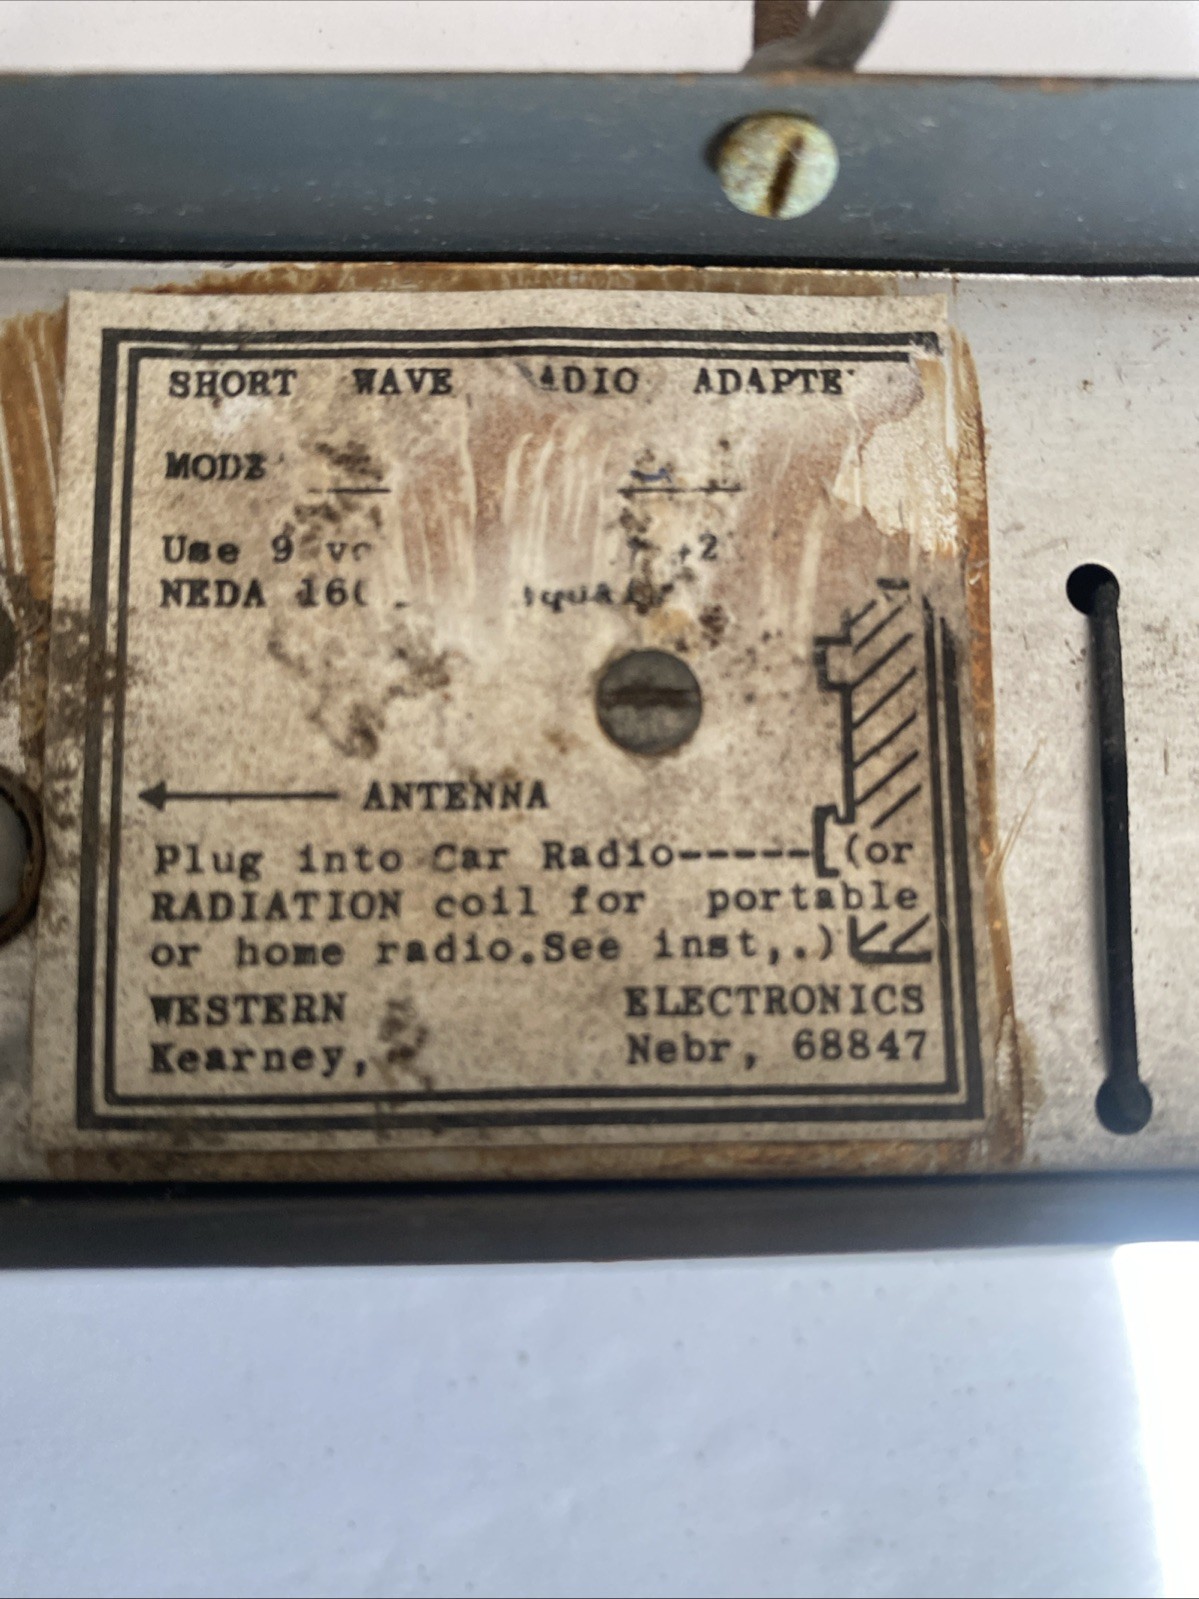 SHORT WAVE ADIO ADAPTE
Use 9
NEDA
ANTENNA
Plug into Car Radio-----[(or
RADIATION coil for portable
or home radio.See inst,.)
WESTERN ELECTRONICS
Kearney, Nebr, 68847